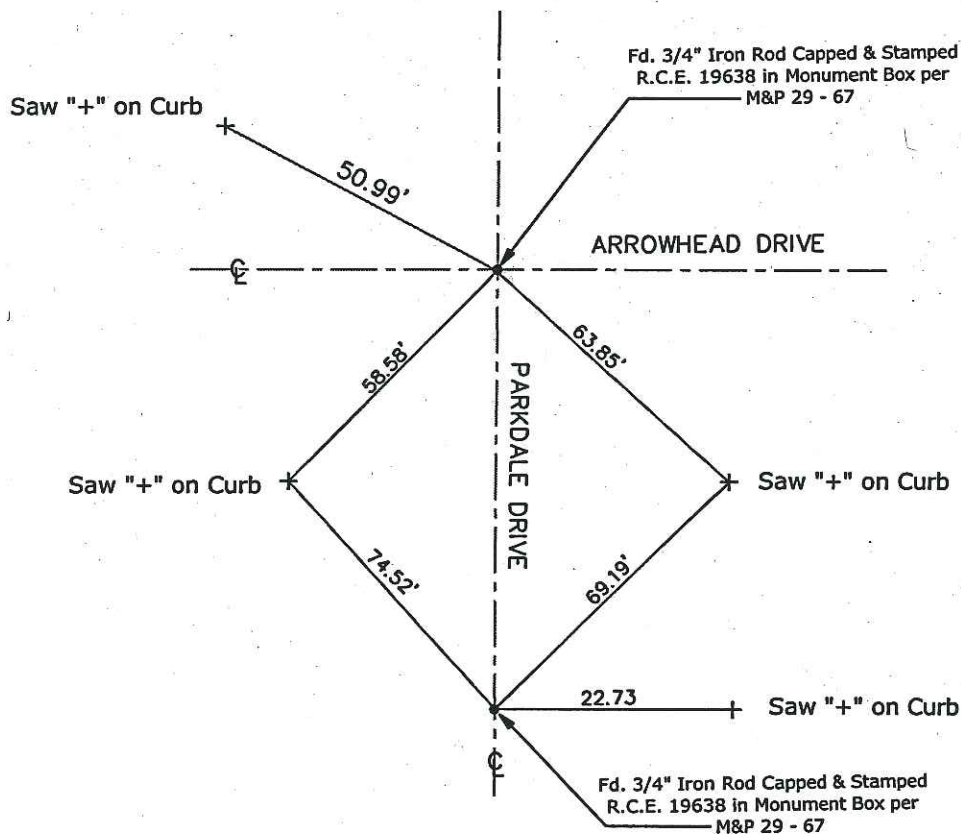 Fd. 3/4" Iron Rod Capped & Stamped
R.C.E. 19638 in Monument Box per
M&P 29 - 67
Saw "+" on Curb
50.99'
ARROWHEAD DRIVE
℄
58.58'
63.85'
PARKDALE DRIVE
Saw "+" on Curb
Saw "+" on Curb
74.52'
69.19'
22.73
Saw "+" on Curb
℄
Fd. 3/4" Iron Rod Capped & Stamped
R.C.E. 19638 in Monument Box per
M&P 29 - 67